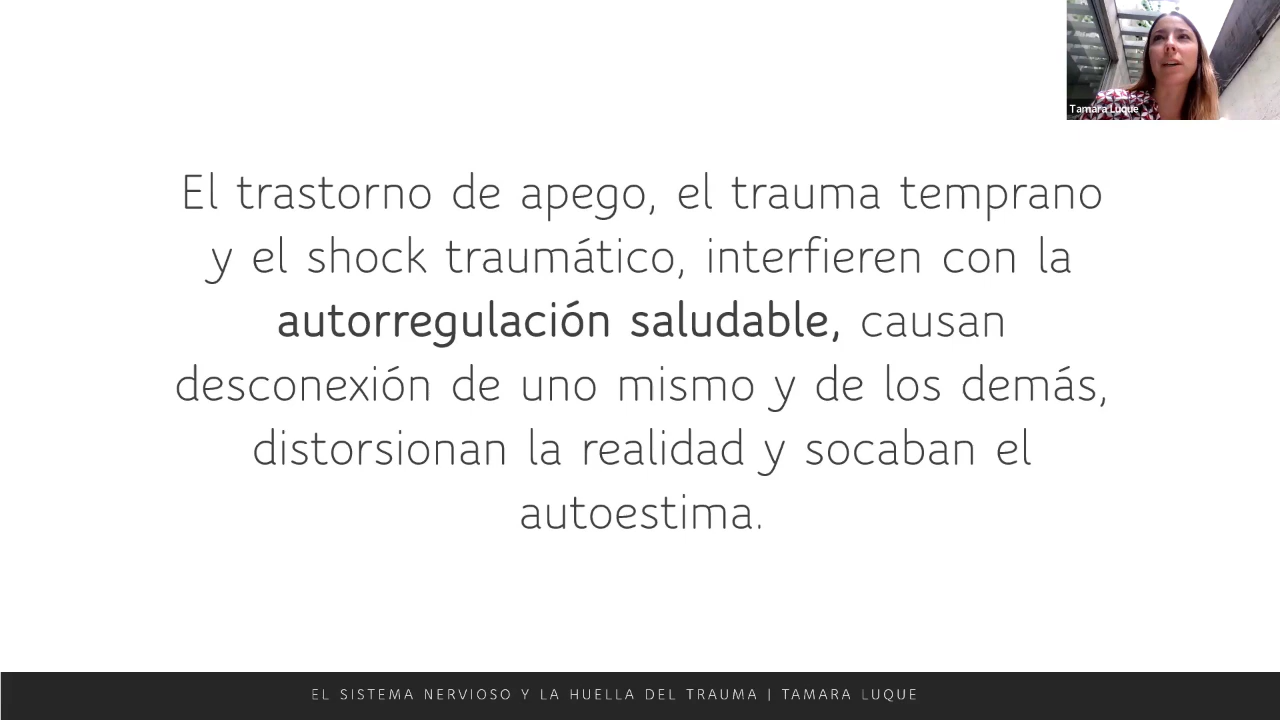 Tamara Luque
El trastorno de apego, el trauma temprano
y el shock traumático, interfieren con la
autorregulación saludable, causan
desconexión de uno mismo y de los demás,
distorsionan la realidad y socaban el
autoestima.
EL SISTEMA NERVIOSO Y LA HUELLA DEL TRAUMA | TAMARA LUQUE